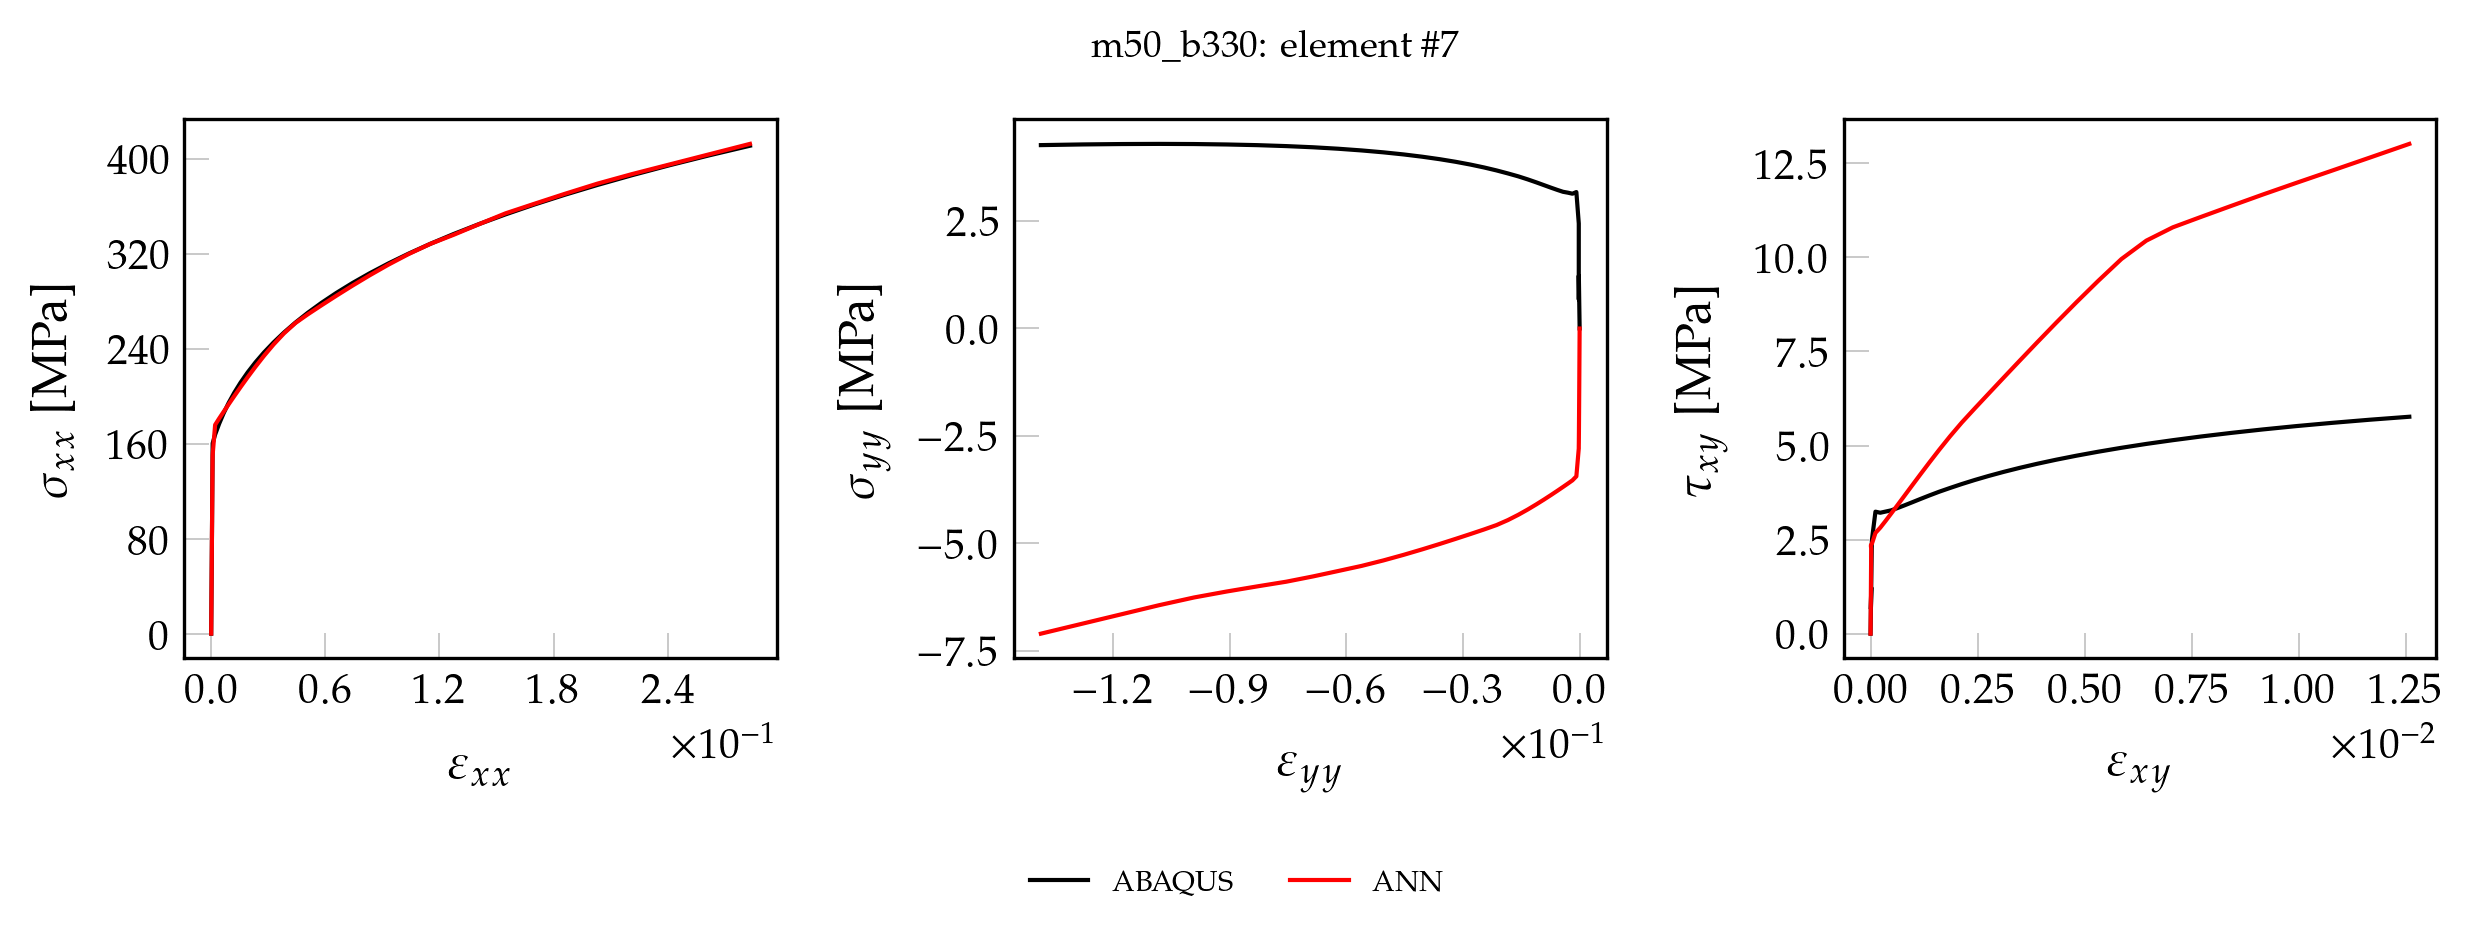 m50_b330: element #7
σxx [MPa]
400
320
240
160
80
0
0.0 0.6 1.2 1.8 2.4
×10⁻¹
εxx
σyy [MPa]
2.5
0.0
−2.5
−5.0
−7.5
−1.2 −0.9 −0.6 −0.3 0.0
×10⁻¹
εyy
τxy [MPa]
12.5
10.0
7.5
5.0
2.5
0.0
0.00 0.25 0.50 0.75 1.00 1.25
×10⁻²
εxy
ABAQUS ANN